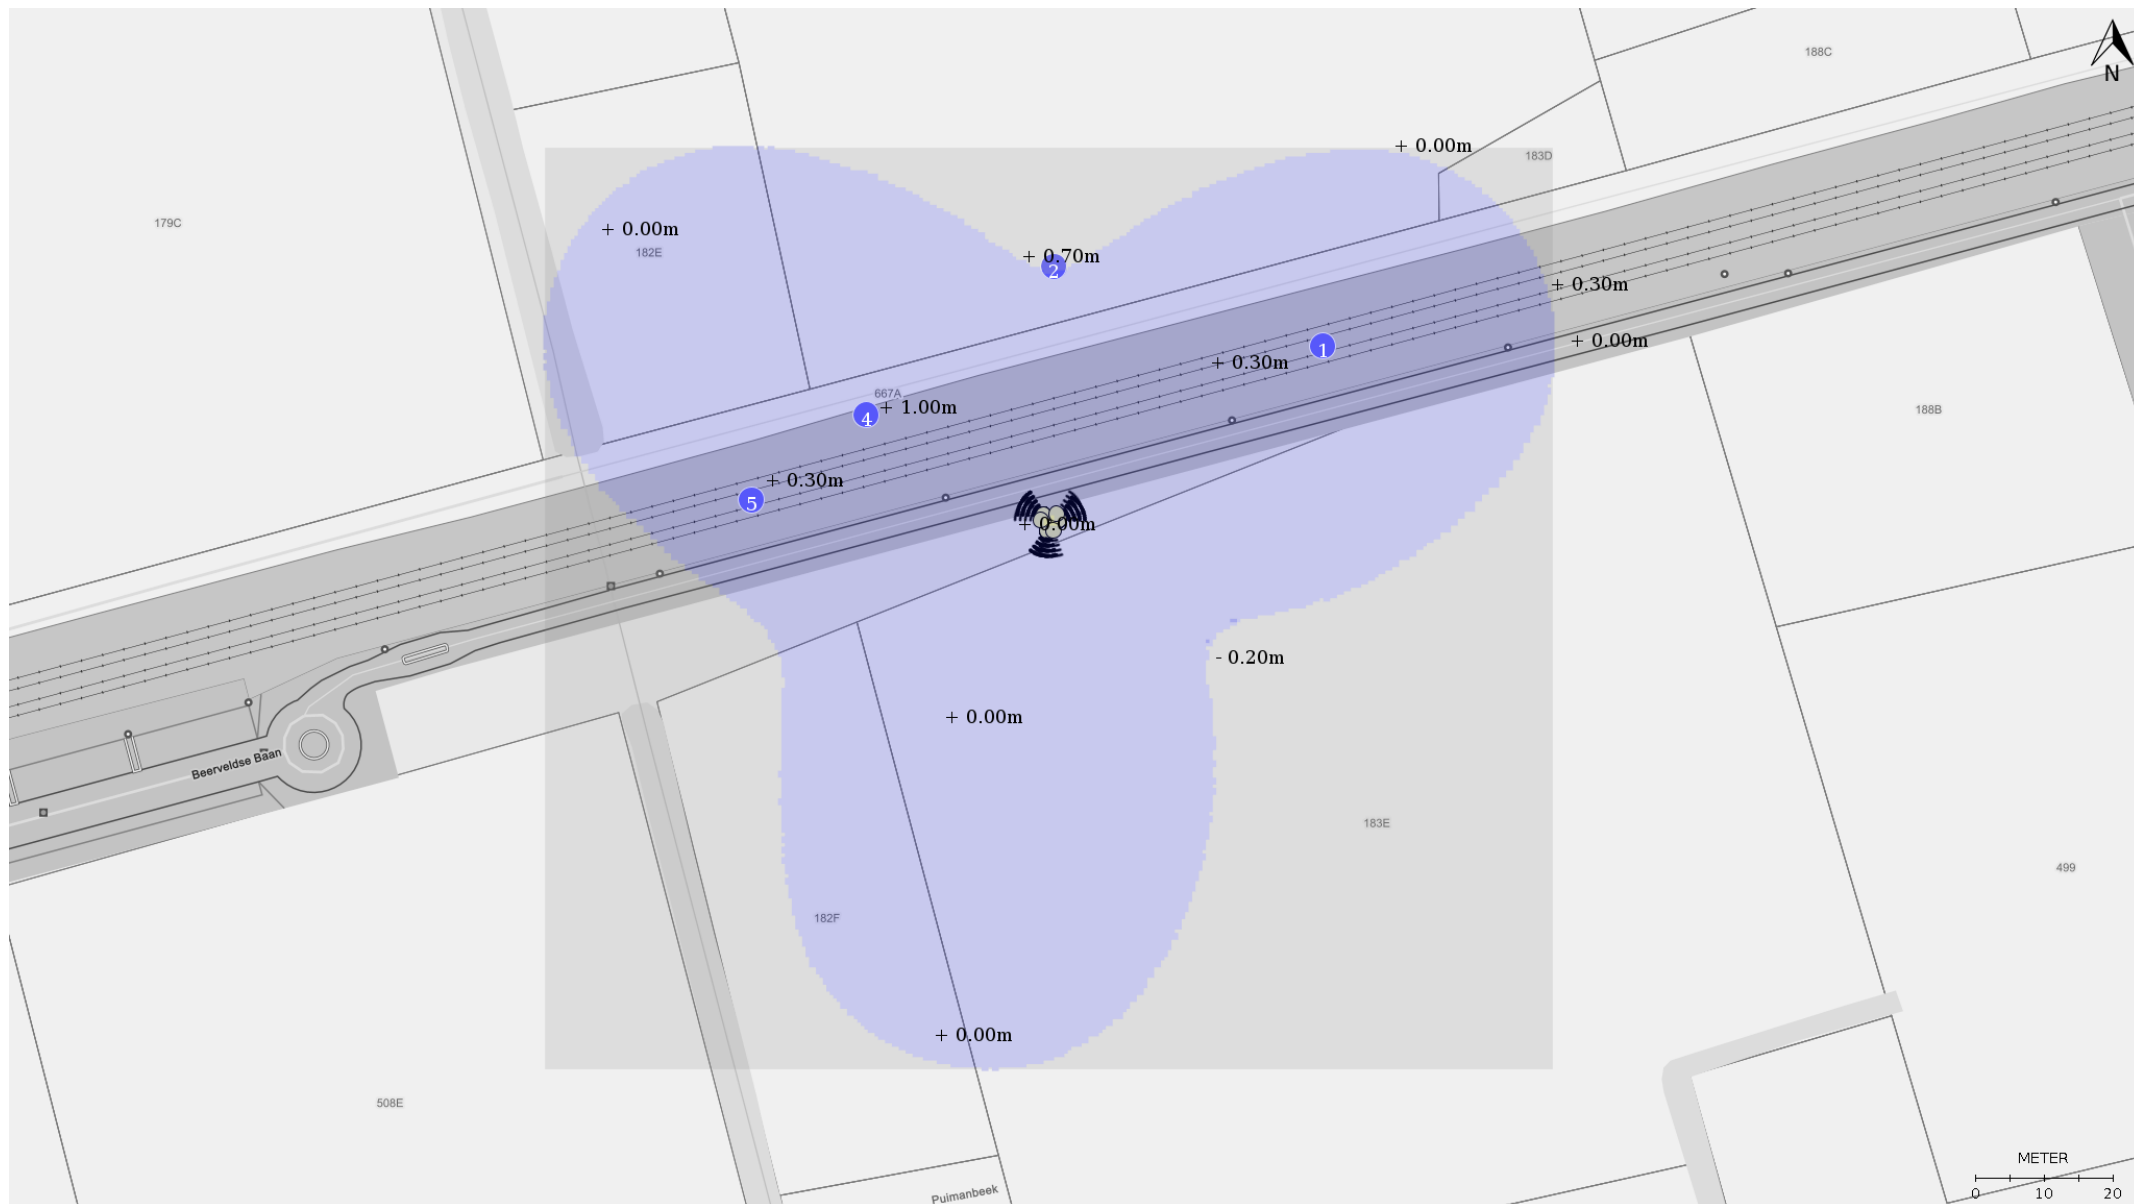 188C
N
+ 0.00m
183D
179C
+ 0.00m
182E
+ 0.70m
2
+ 0.30m
+ 0.00m
1
+ 0.30m
667A
4
+ 1.00m
188B
+ 0.30m
5
+ 0.00m
- 0.20m
+ 0.00m
Beerveldse Baan
183E
499
182F
+ 0.00m
508E
METER
0 10 20
Puimanbeek